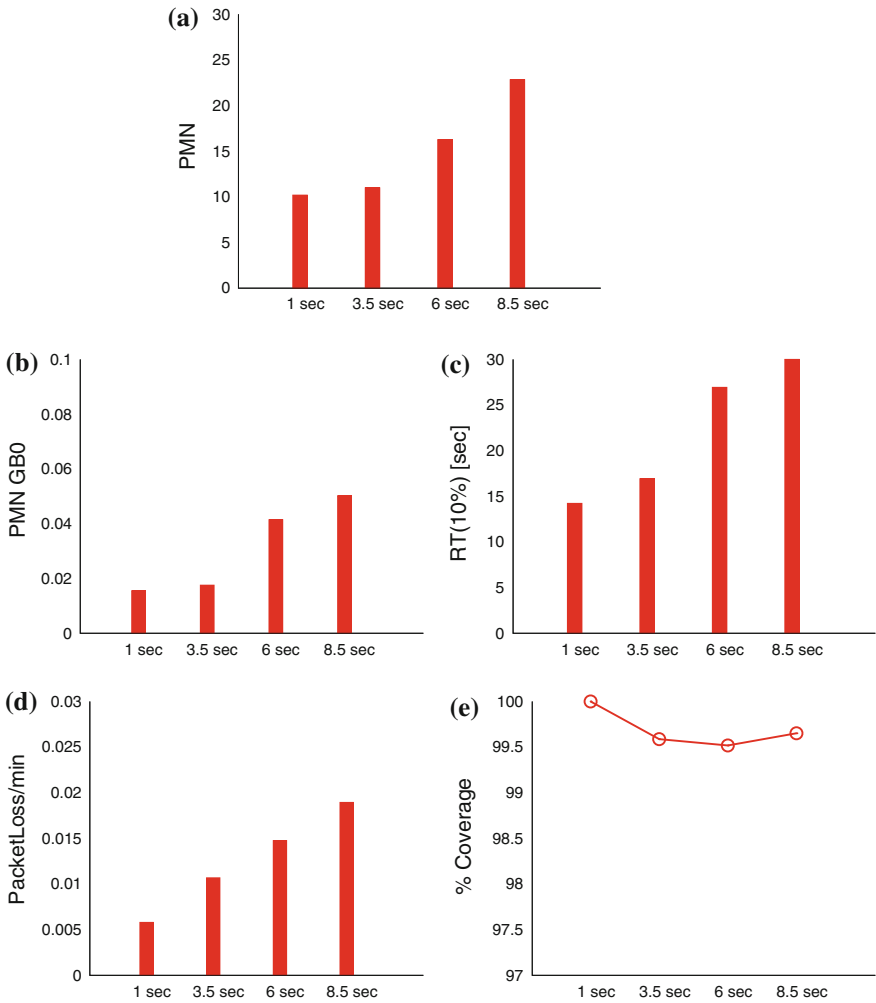 (a)
30
25
20
15
10
5
0
PMN
1 sec 3.5 sec 6 sec 8.5 sec
(b)
0.1
0.08
0.06
0.04
0.02
0
PMN GB0
1 sec 3.5 sec 6 sec 8.5 sec
(c)
30
25
20
15
10
5
0
RT(10%) [sec]
1 sec 3.5 sec 6 sec 8.5 sec
(d)
0.03
0.025
0.02
0.015
0.01
0.005
0
PacketLoss/min
1 sec 3.5 sec 6 sec 8.5 sec
(e)
100
99.5
99
98.5
98
97.5
97
% Coverage
1 sec 3.5 sec 6 sec 8.5 sec